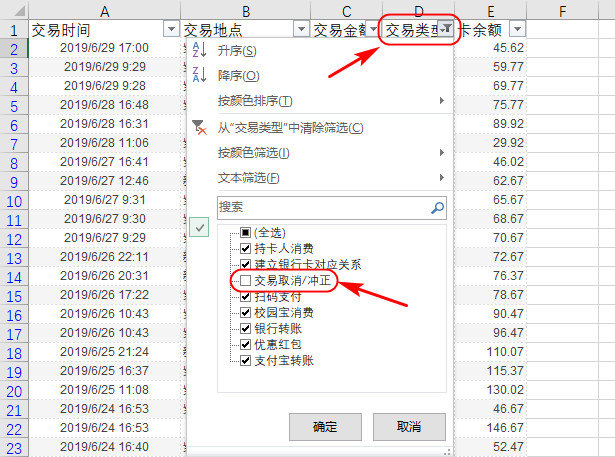 A B C D E F G
1 交易时间 交易地点 交易金额 交易类型 卡余额
2 2019/6/29 17:00 45.62
3 2019/6/29 9:29 59.77
4 2019/6/29 9:28 69.77
5 2019/6/28 16:48 75.77
6 2019/6/28 16:31 89.92
7 2019/6/28 11:06 29.92
8 2019/6/27 16:41 46.02
9 2019/6/27 12:46 62.67
10 2019/6/27 9:31 65.67
11 2019/6/27 9:30 68.67
12 2019/6/27 9:29 70.67
13 2019/6/26 22:11 72.67
14 2019/6/26 20:31 76.37
15 2019/6/26 17:22 78.67
16 2019/6/26 10:43 90.47
17 2019/6/26 10:43 96.47
18 2019/6/25 21:24 110.07
19 2019/6/25 16:37 115.37
20 2019/6/25 11:08 130.02
21 2019/6/24 16:53 46.67
22 2019/6/24 16:53 146.67
23 2019/6/24 16:40 52.47
升序(S)
降序(O)
按颜色排序(T)
从“交易类型”中清除筛选(C)
按颜色筛选(I)
文本筛选(F)
搜索
(全选)
持卡人消费
建立银行卡对应关系
交易取消/冲正
扫码支付
校园宝消费
银行转账
优惠红包
支付宝转账
确定 取消